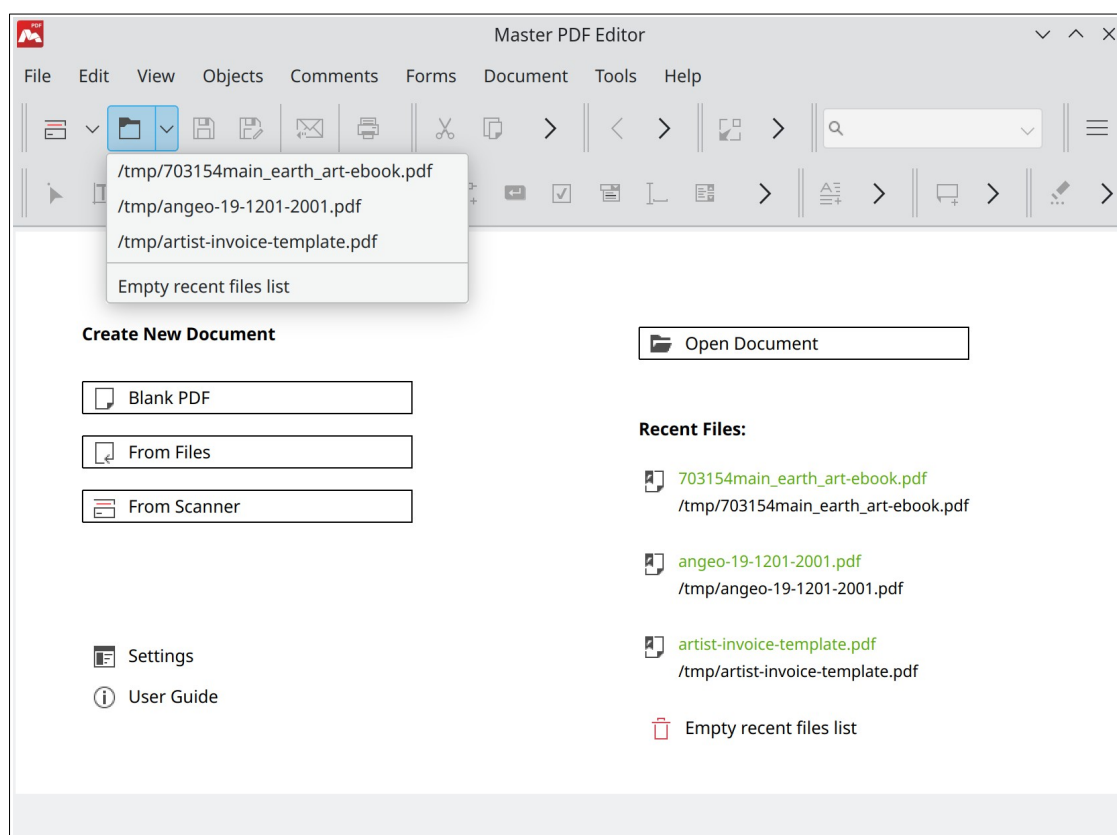 PDF
Master PDF Editor
File Edit View Objects Comments Forms Document Tools Help
/tmp/703154main_earth_art-ebook.pdf
/tmp/angeo-19-1201-2001.pdf
/tmp/artist-invoice-template.pdf
Empty recent files list
Create New Document
Blank PDF
From Files
From Scanner
Settings
User Guide
Open Document
Recent Files:
703154main_earth_art-ebook.pdf
/tmp/703154main_earth_art-ebook.pdf
angeo-19-1201-2001.pdf
/tmp/angeo-19-1201-2001.pdf
artist-invoice-template.pdf
/tmp/artist-invoice-template.pdf
Empty recent files list